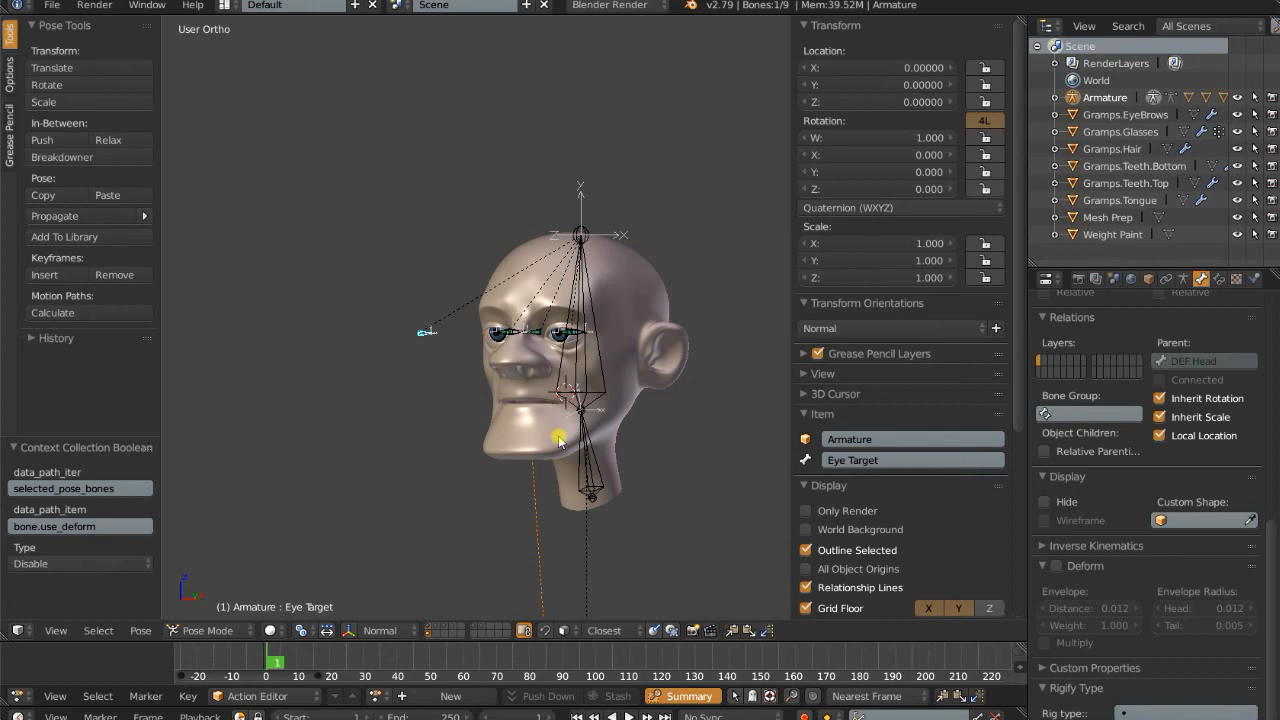 File Render Window Help Default Scene Blender Render v2.79 | Bones:1/9 | Mem:39.52M | Armature
Tools
Options
Grease Pencil
Pose Tools
Transform:
Translate
Rotate
Scale
In-Between:
Push Relax
Breakdowner
Pose:
Copy Paste
Propagate
Add To Library
Keyframes:
Insert Remove
Motion Paths:
Calculate
History
Context Collection Boolean
data_path_iter
selected_pose_bones
data_path_item
bone.use_deform
Type
Disable
User Ortho
Y
Z X
(1) Armature : Eye Target
Transform
Location:
X: 0.00000
Y: 0.00000
Z: 0.00000
Rotation: 4L
W: 1.000
X: 0.000
Y: 0.000
Z: 0.000
Quaternion (WXYZ)
Scale:
X: 1.000
Y: 1.000
Z: 1.000
Transform Orientations
Normal
Grease Pencil Layers
View
3D Cursor
Item
Armature
Eye Target
Display
Only Render
World Background
Outline Selected
All Object Origins
Relationship Lines
Grid Floor X Y Z
View Search All Scenes
Scene
RenderLayers
World
Armature
Gramps.EyeBrows
Gramps.Glasses
Gramps.Hair
Gramps.Teeth.Bottom
Gramps.Teeth.Top
Gramps.Tongue
Mesh Prep
Weight Paint
Relative Relative
Relations
Layers: Parent:
DEF.Head
Connected
Bone Group: Inherit Rotation
Inherit Scale
Object Children: Local Location
Relative Parenti...
Display
Hide Custom Shape:
Wireframe
Inverse Kinematics
Deform
Envelope: Envelope Radius:
Distance: 0.012 Head: 0.012
Weight: 1.000 Tail: 0.005
Multiply
Custom Properties
Rigify Type
Rig type:
View Select Pose Pose Mode Normal Closest
1
-20 -10 0 10 20 30 40 50 60 70 80 90 100 110 120 130 140 150 160 170 180 190 200 210 220
View Select Marker Key Action Editor New Push Down Stash Summary Nearest Frame
View Marker Frame Playback Start: 1 End: 250 1 No Sync